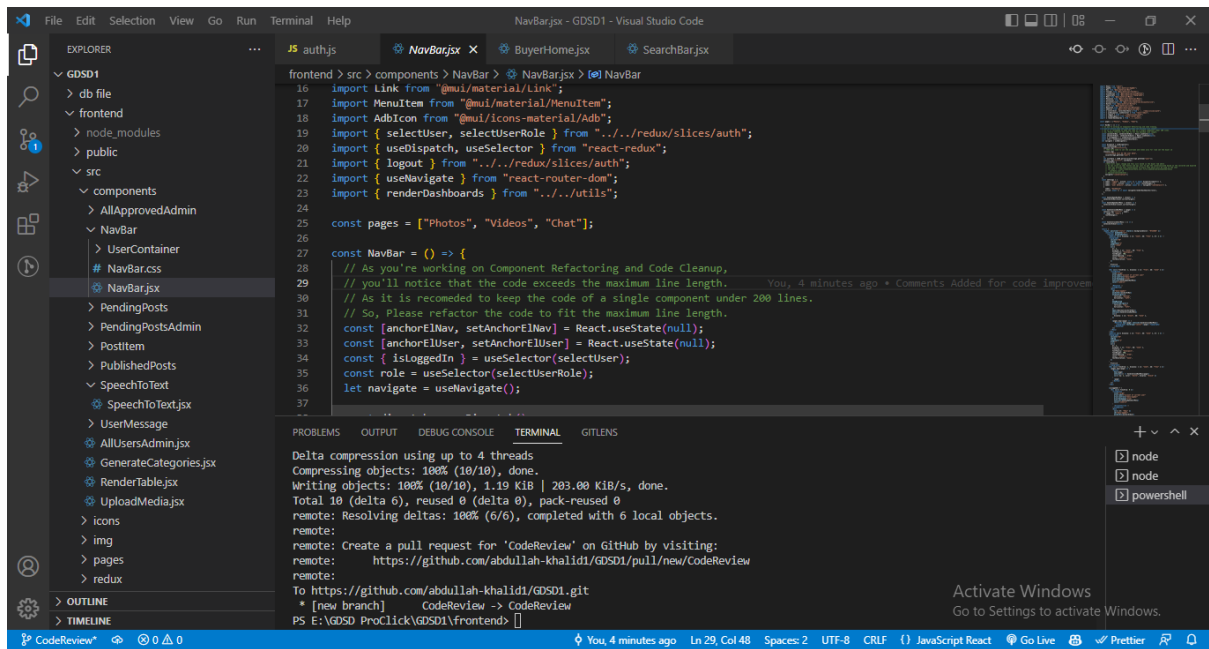 File Edit Selection View Go Run Terminal Help
NavBar.jsx - GDSD1 - Visual Studio Code
EXPLORER
JS auth.js
NavBar.jsx
BuyerHome.jsx
SearchBar.jsx
GDSD1
db file
frontend
node_modules
public
src
components
AllApprovedAdmin
NavBar
UserContainer
# NavBar.css
NavBar.jsx
PendingPosts
PendingPostsAdmin
PostItem
PublishedPosts
SpeechToText
SpeechToText.jsx
UserMessage
AllUsersAdmin.jsx
GenerateCategories.jsx
RenderTable.jsx
UploadMedia.jsx
icons
img
pages
redux
OUTLINE
TIMELINE
frontend > src > components > NavBar > NavBar.jsx > NavBar
16 import Link from "@mui/material/Link";
17 import MenuItem from "@mui/material/MenuItem";
18 import AdbIcon from "@mui/icons-material/Adb";
19 import { selectUser, selectUserRole } from "../../redux/slices/auth";
20 import { useDispatch, useSelector } from "react-redux";
21 import { logout } from "../../redux/slices/auth";
22 import { useNavigate } from "react-router-dom";
23 import { renderDashboards } from "../../utils";
24
25 const pages = ["Photos", "Videos", "Chat"];
26
27 const NavBar = () => {
28 // As you're working on Component Refactoring and Code Cleanup,
29 // you'll notice that the code exceeds the maximum line length. You, 4 minutes ago • Comments Added for code improvem
30 // As it is recomeded to keep the code of a single component under 200 lines.
31 // So, Please refactor the code to fit the maximum line length.
32 const [anchorElNav, setAnchorElNav] = React.useState(null);
33 const [anchorElUser, setAnchorElUser] = React.useState(null);
34 const { isLoggedIn } = useSelector(selectUser);
35 const role = useSelector(selectUserRole);
36 let navigate = useNavigate();
37
PROBLEMS OUTPUT DEBUG CONSOLE TERMINAL GITLENS
Delta compression using up to 4 threads
Compressing objects: 100% (10/10), done.
Writing objects: 100% (10/10), 1.19 KiB | 203.00 KiB/s, done.
Total 10 (delta 6), reused 0 (delta 0), pack-reused 0
remote: Resolving deltas: 100% (6/6), completed with 6 local objects.
remote:
remote: Create a pull request for 'CodeReview' on GitHub by visiting:
remote: https://github.com/abdullah-khalid1/GDSD1/pull/new/CodeReview
remote:
To https://github.com/abdullah-khalid1/GDSD1.git
* [new branch] CodeReview -> CodeReview
PS E:\GDSD ProClick\GDSD1\frontend>
node
node
powershell
Activate Windows
Go to Settings to activate Windows.
1
CodeReview* 0 0 You, 4 minutes ago Ln 29, Col 48 Spaces: 2 UTF-8 CRLF {} JavaScript React Go Live Prettier